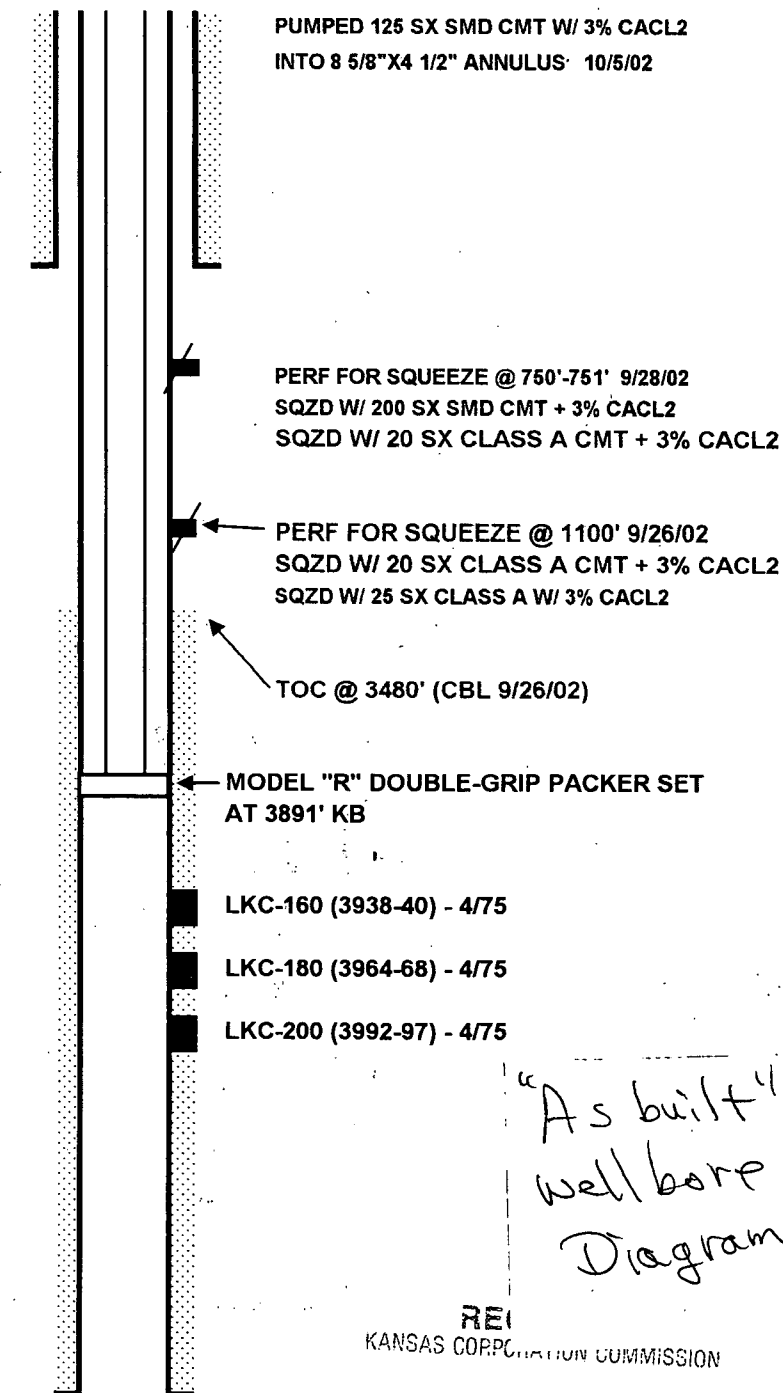 PUMPED 125 SX SMD CMT W/ 3% CACL2
INTO 8 5/8"X4 1/2" ANNULUS 10/5/02
PERF FOR SQUEEZE @ 750'-751' 9/28/02
SQZD W/ 200 SX SMD CMT + 3% CACL2
SQZD W/ 20 SX CLASS A CMT + 3% CACL2
PERF FOR SQUEEZE @ 1100' 9/26/02
SQZD W/ 20 SX CLASS A CMT + 3% CACL2
SQZD W/ 25 SX CLASS A W/ 3% CACL2
TOC @ 3480' (CBL 9/26/02)
MODEL "R" DOUBLE-GRIP PACKER SET
AT 3891' KB
LKC-160 (3938-40) - 4/75
LKC-180 (3964-68) - 4/75
LKC-200 (3992-97) - 4/75
"As built"
wellbore
Diagram
KANSAS CORPORATION COMMISSION